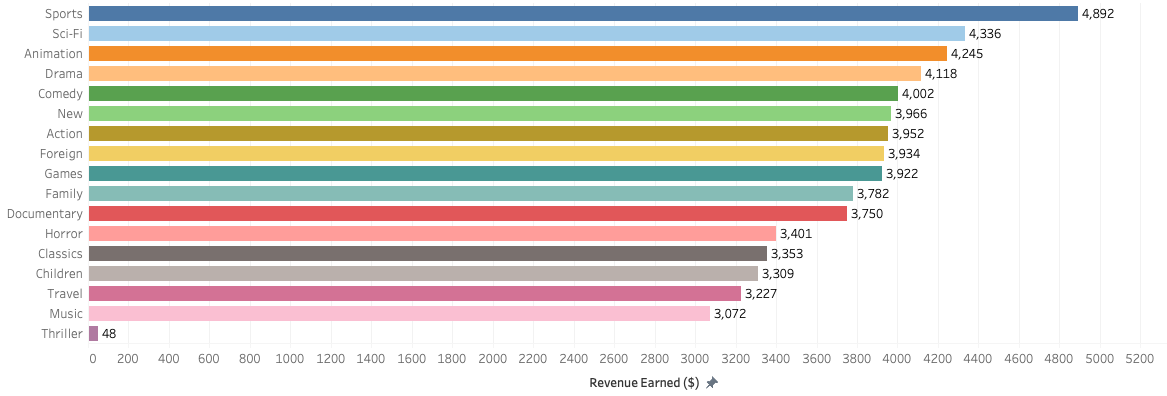 Sports 4,892
Sci-Fi 4,336
Animation 4,245
Drama 4,118
Comedy 4,002
New 3,966
Action 3,952
Foreign 3,934
Games 3,922
Family 3,782
Documentary 3,750
Horror 3,401
Classics 3,353
Children 3,309
Travel 3,227
Music 3,072
Thriller 48
0 200 400 600 800 1000 1200 1400 1600 1800 2000 2200 2400 2600 2800 3000 3200 3400 3600 3800 4000 4200 4400 4600 4800 5000 5200
Revenue Earned ($)